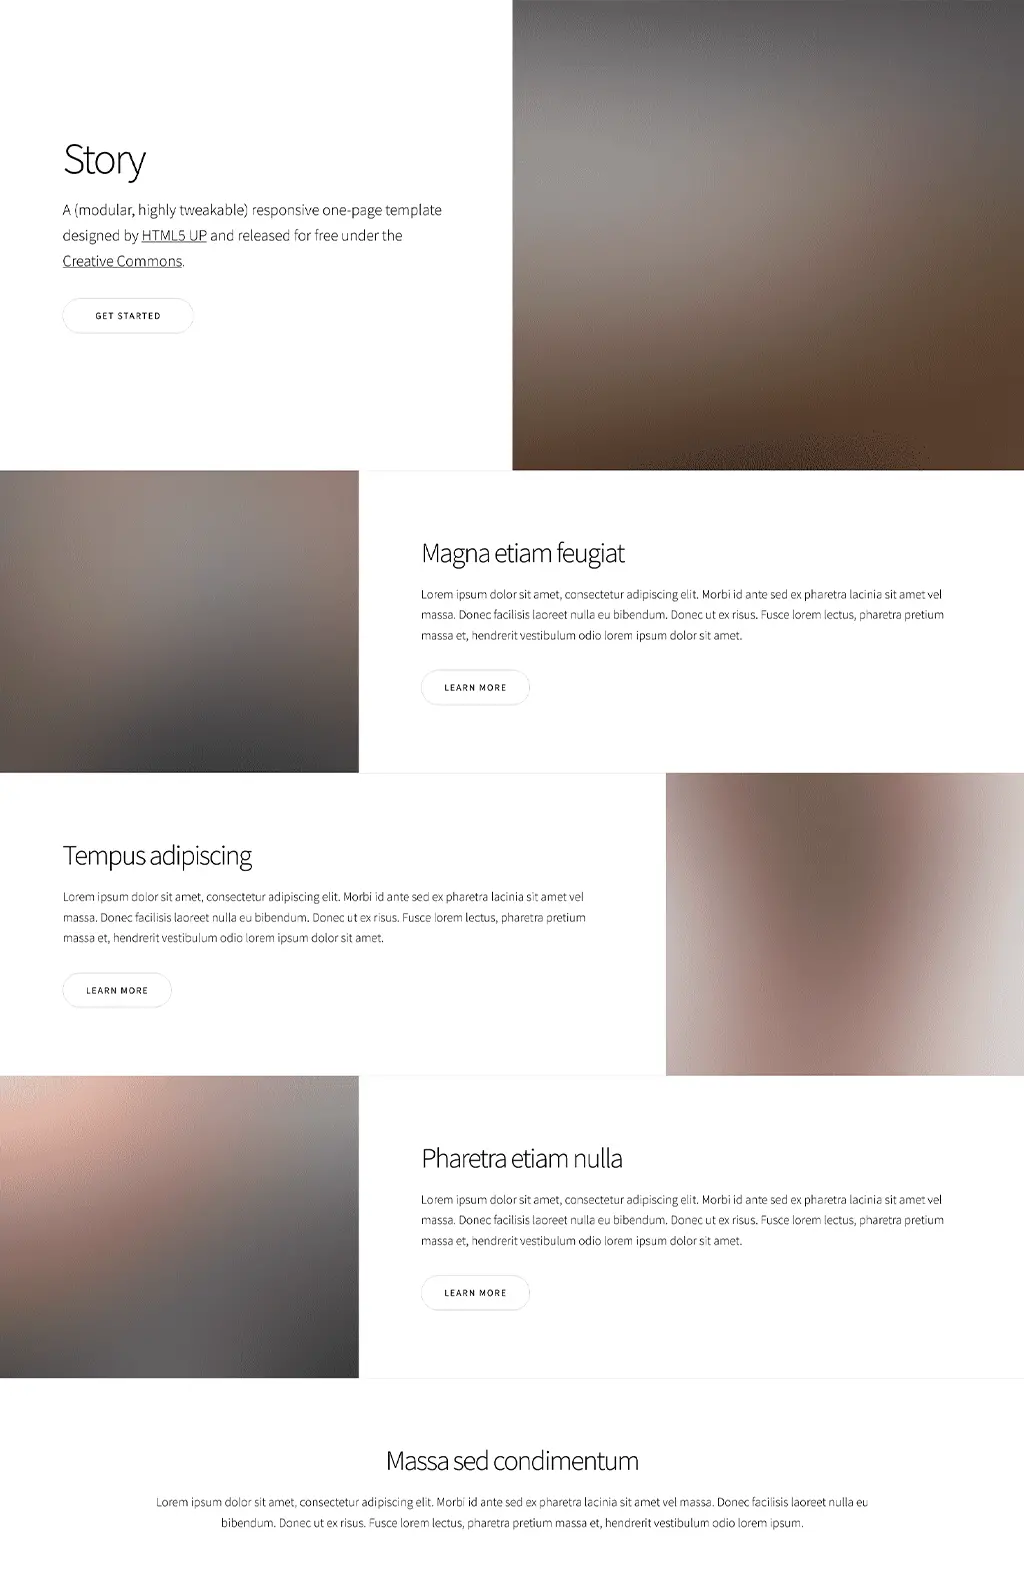 Story
A (modular, highly tweakable) responsive one-page template
designed by HTML5 UP and released for free under the
Creative Commons.
GET STARTED
Magna etiam feugiat
Lorem ipsum dolor sit amet, consectetur adipiscing elit. Morbi id ante sed ex pharetra lacinia sit amet vel
massa. Donec facilisis laoreet nulla eu bibendum. Donec ut ex risus. Fusce lorem lectus, pharetra pretium
massa et, hendrerit vestibulum odio lorem ipsum dolor sit amet.
LEARN MORE
Tempus adipiscing
Lorem ipsum dolor sit amet, consectetur adipiscing elit. Morbi id ante sed ex pharetra lacinia sit amet vel
massa. Donec facilisis laoreet nulla eu bibendum. Donec ut ex risus. Fusce lorem lectus, pharetra pretium
massa et, hendrerit vestibulum odio lorem ipsum dolor sit amet.
LEARN MORE
Pharetra etiam nulla
Lorem ipsum dolor sit amet, consectetur adipiscing elit. Morbi id ante sed ex pharetra lacinia sit amet vel
massa. Donec facilisis laoreet nulla eu bibendum. Donec ut ex risus. Fusce lorem lectus, pharetra pretium
massa et, hendrerit vestibulum odio lorem ipsum dolor sit amet.
LEARN MORE
Massa sed condimentum
Lorem ipsum dolor sit amet, consectetur adipiscing elit. Morbi id ante sed ex pharetra lacinia sit amet vel massa. Donec facilisis laoreet nulla eu
bibendum. Donec ut ex risus. Fusce lorem lectus, pharetra pretium massa et, hendrerit vestibulum odio lorem ipsum.